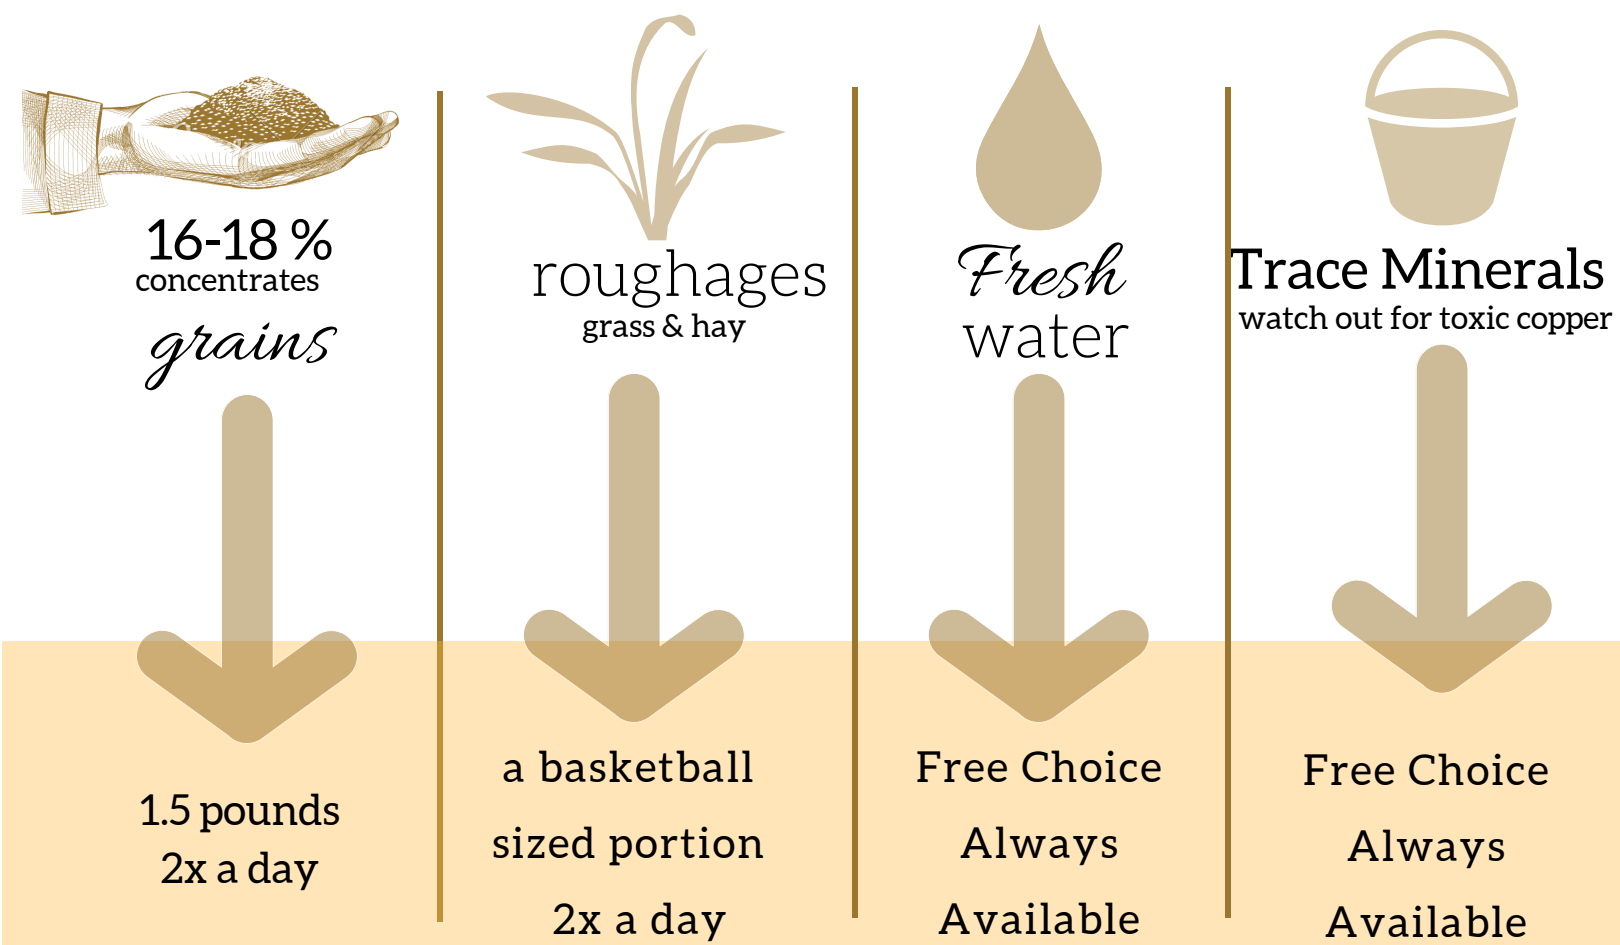 16-18 %
concentrates
grains
1.5 pounds
2x a day
roughages
grass & hay
a basketball
sized portion
2x a day
Fresh
water
Free Choice
Always
Available
Trace Minerals
watch out for toxic copper
Free Choice
Always
Available